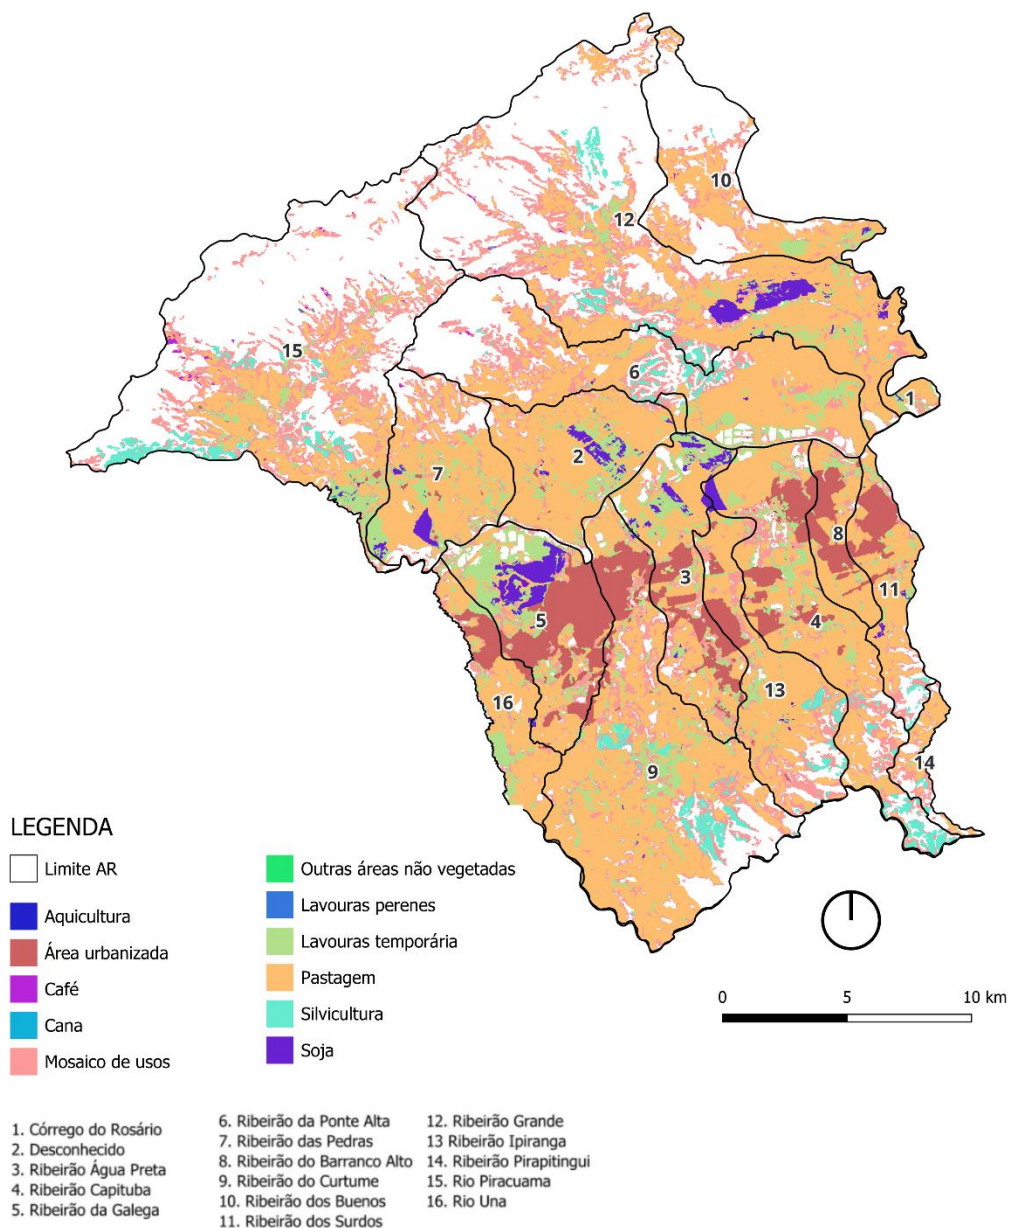 10
12
15
6
1
7
2
8
3
11
5
4
16
13
9
14
LEGENDA
Limite AR
Aquicultura
Área urbanizada
Café
Cana
Mosaico de usos
Outras áreas não vegetadas
Lavouras perenes
Lavouras temporária
Pastagem
Silvicultura
Soja
0 5 10 km
1. Córrego do Rosário
2. Desconhecido
3. Ribeirão Água Preta
4. Ribeirão Capituba
5. Ribeirão da Galega
6. Ribeirão da Ponte Alta
7. Ribeirão das Pedras
8. Ribeirão do Barranco Alto
9. Ribeirão do Curtume
10. Ribeirão dos Buenos
11. Ribeirão dos Surdos
12. Ribeirão Grande
13 Ribeirão Ipiranga
14. Ribeirão Pirapitingui
15. Rio Piracuama
16. Rio Una